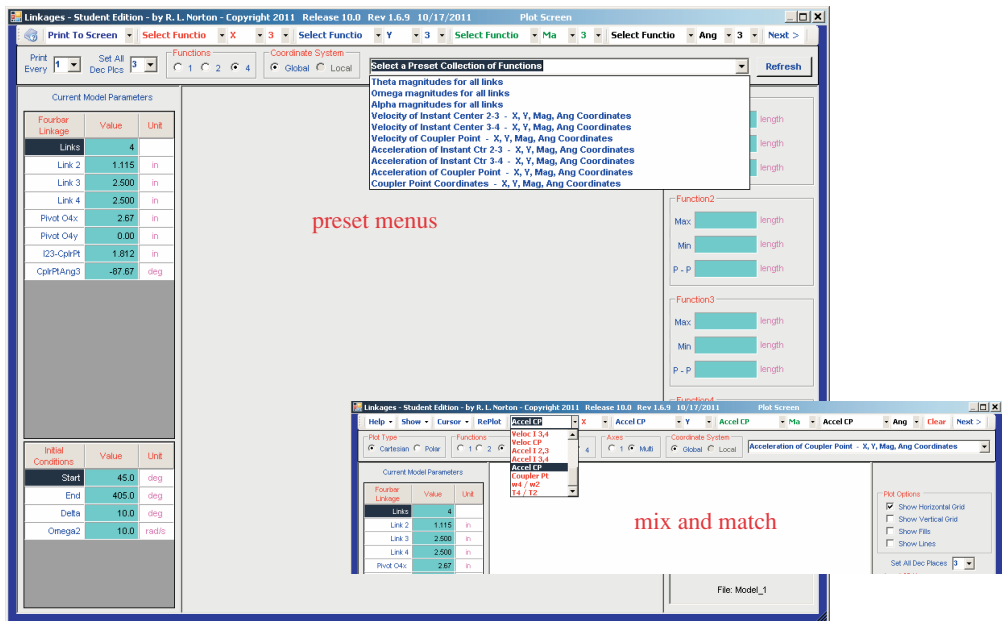 Linkages - Student Edition - by R. L. Norton - Copyright 2011 Release 10.0 Rev 1.6.9 10/17/2011 Plot Screen
Print To Screen Select Functio X 3 Select Functio Y 3 Select Functio Ma 3 Select Functio Ang 3 Next >
Print Every 1 Set All Dec Plcs 3
Functions
1 2 4
Coordinate System
Global Local
Select a Preset Collection of Functions
Refresh
Theta magnitudes for all links
Omega magnitudes for all links
Alpha magnitudes for all links
Velocity of Instant Center 2-3 - X, Y, Mag, Ang Coordinates
Velocity of Instant Center 3-4 - X, Y, Mag, Ang Coordinates
Velocity of Coupler Point - X, Y, Mag, Ang Coordinates
Acceleration of Instant Ctr 2-3 - X, Y, Mag, Ang Coordinates
Acceleration of Instant Ctr 3-4 - X, Y, Mag, Ang Coordinates
Acceleration of Coupler Point - X, Y, Mag, Ang Coordinates
Coupler Point Coordinates - X, Y, Mag, Ang Coordinates
Current Model Parameters
Fourbar Linkage Value Unit
Links 4
Link 2 1.115 in
Link 3 2.500 in
Link 4 2.500 in
Pivot O4x 2.67 in
Pivot O4y 0.00 in
I23-CplrPt 1.812 in
CplrPtAng3 -87.67 deg
Initial Conditions Value Unit
Start 45.0 deg
End 405.0 deg
Delta 10.0 deg
Omega2 10.0 rad/s
preset menus
length
length
length
Function2
Max length
Min length
P - P length
Function3
Max length
Min length
P - P length
Function4
Linkages - Student Edition - by R. L. Norton - Copyright 2011 Release 10.0 Rev 1.6.9 10/17/2011 Plot Screen
Help Show Cursor RePlot Accel CP X Accel CP Y Accel CP Ma Accel CP Ang Clear Next >
Plot Type
Cartesian Polar
Functions
1 2
Axes
1 Multi
Coordinate System
Global Local
Acceleration of Coupler Point - X, Y, Mag, Ang Coordinates
Veloc I 3,4
Veloc CP
Accel I 2,3
Accel I 3,4
Accel CP
Coupler Pt
w4 / w2
T4 / T2
Current Model Parameters
Fourbar Linkage Value Unit
Links 4
Link 2 1.115 in
Link 3 2.500 in
Link 4 2.500 in
Pivot O4x 2.67 in
mix and match
Plot Options
Show Horizontal Grid
Show Vertical Grid
Show Fills
Show Lines
Set All Dec Places 3
File: Model_1